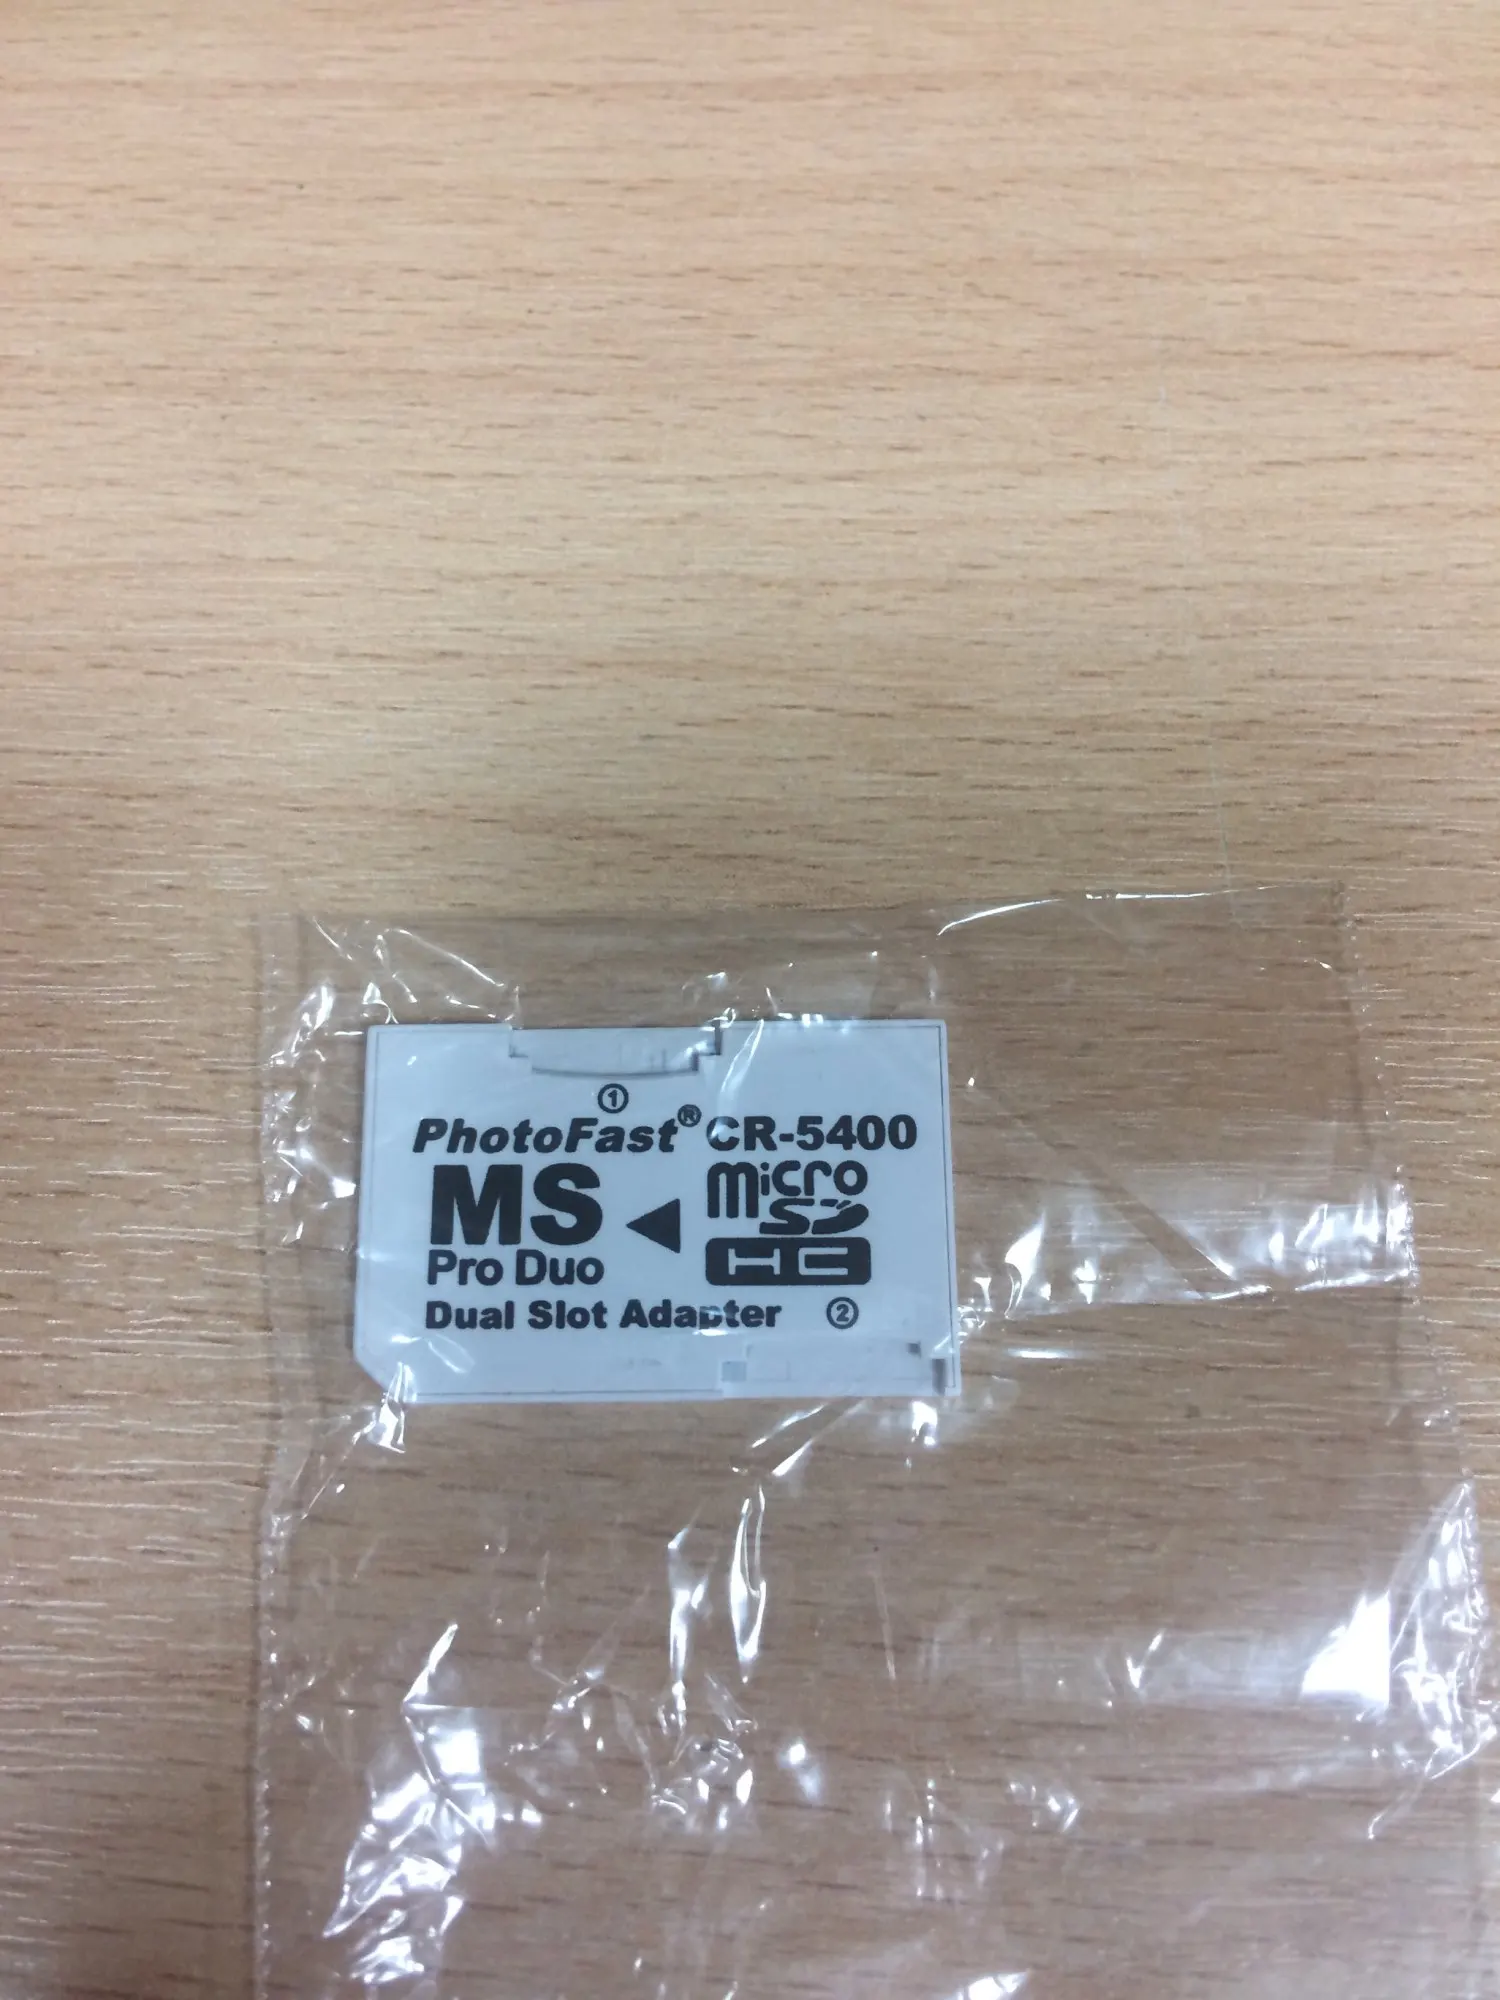 ①
PhotoFast® CR-5400
MS ◀ micro SD HC
Pro Duo
Dual Slot Adapter ②